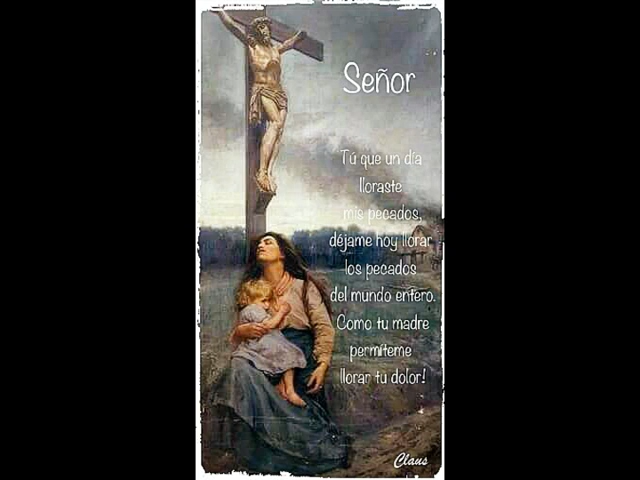 Señor
Tú que un día
lloraste
mis pecados,
déjame hoy llorar
los pecados
del mundo entero.
Como tu madre
permíteme
llorar tu dolor!
Claus